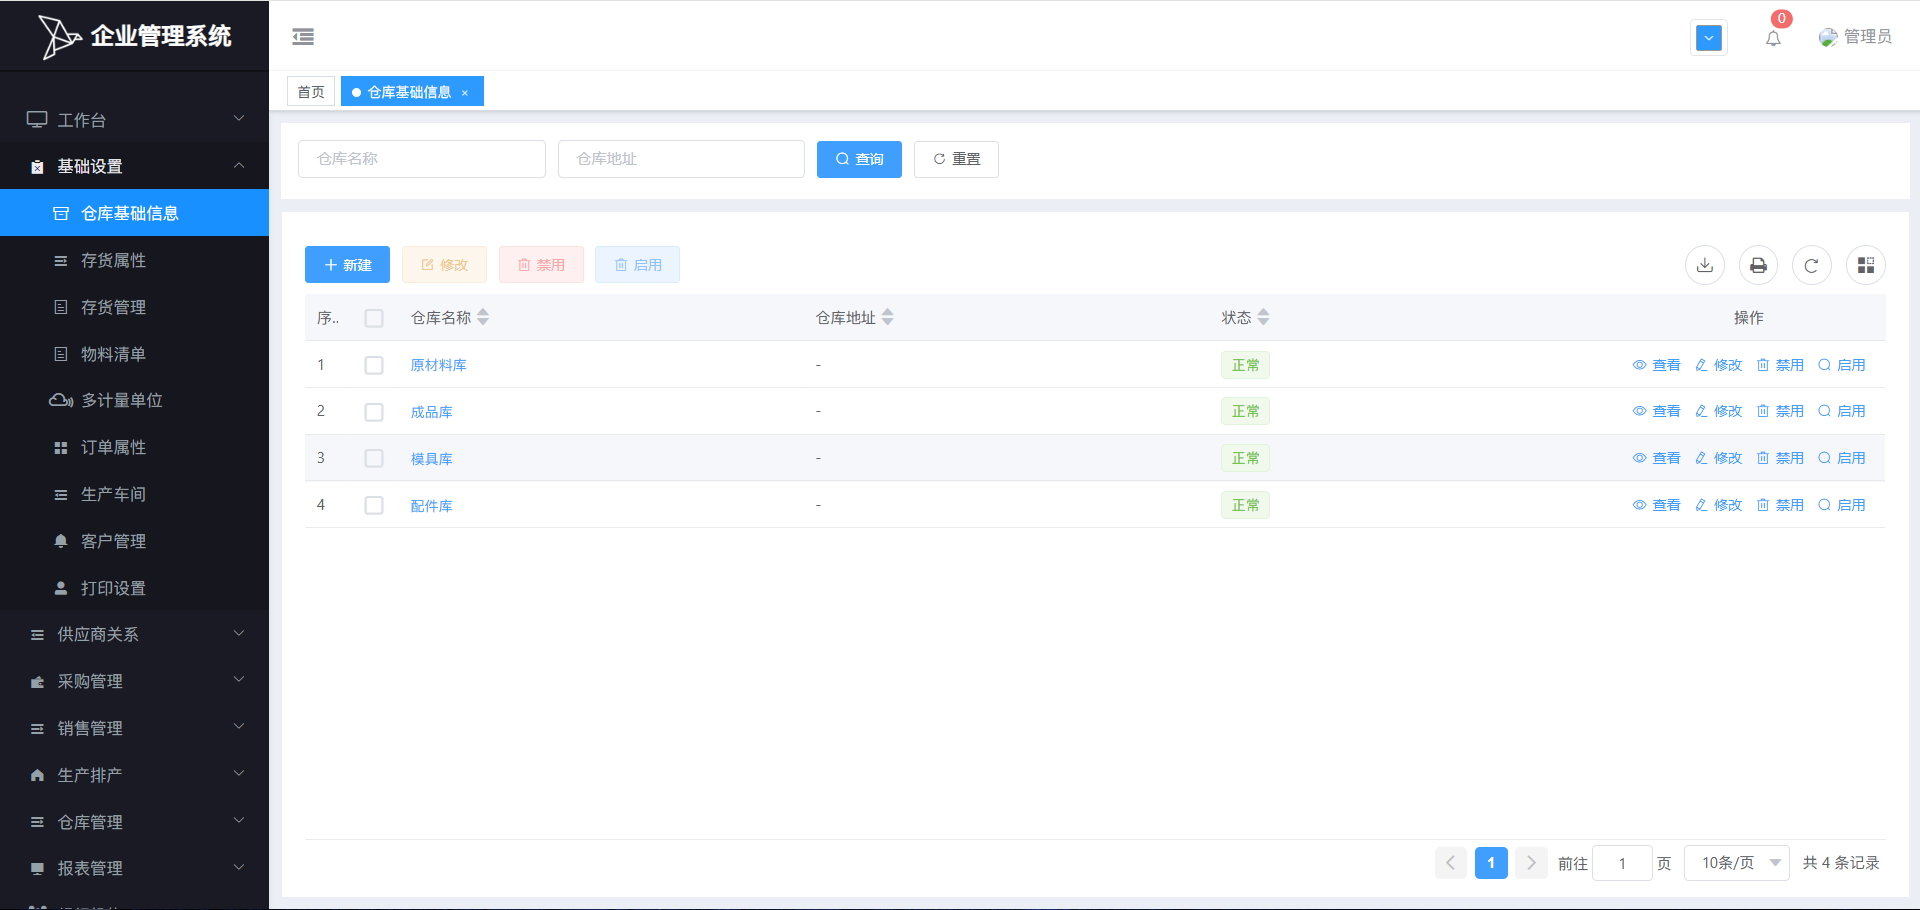 企业管理系统
0
管理员
首页
仓库基础信息 ×
工作台
基础设置
仓库基础信息
存货属性
存货管理
物料清单
多计量单位
订单属性
生产车间
客户管理
打印设置
供应商关系
采购管理
销售管理
生产排产
仓库管理
报表管理
仓库名称 仓库地址 查询 重置
新建 修改 禁用 启用
序.. 仓库名称 仓库地址 状态 操作
1 原材料库 - 正常 查看 修改 禁用 启用
2 成品库 - 正常 查看 修改 禁用 启用
3 模具库 - 正常 查看 修改 禁用 启用
4 配件库 - 正常 查看 修改 禁用 启用
1 前往 1 页 10条/页 共 4 条记录